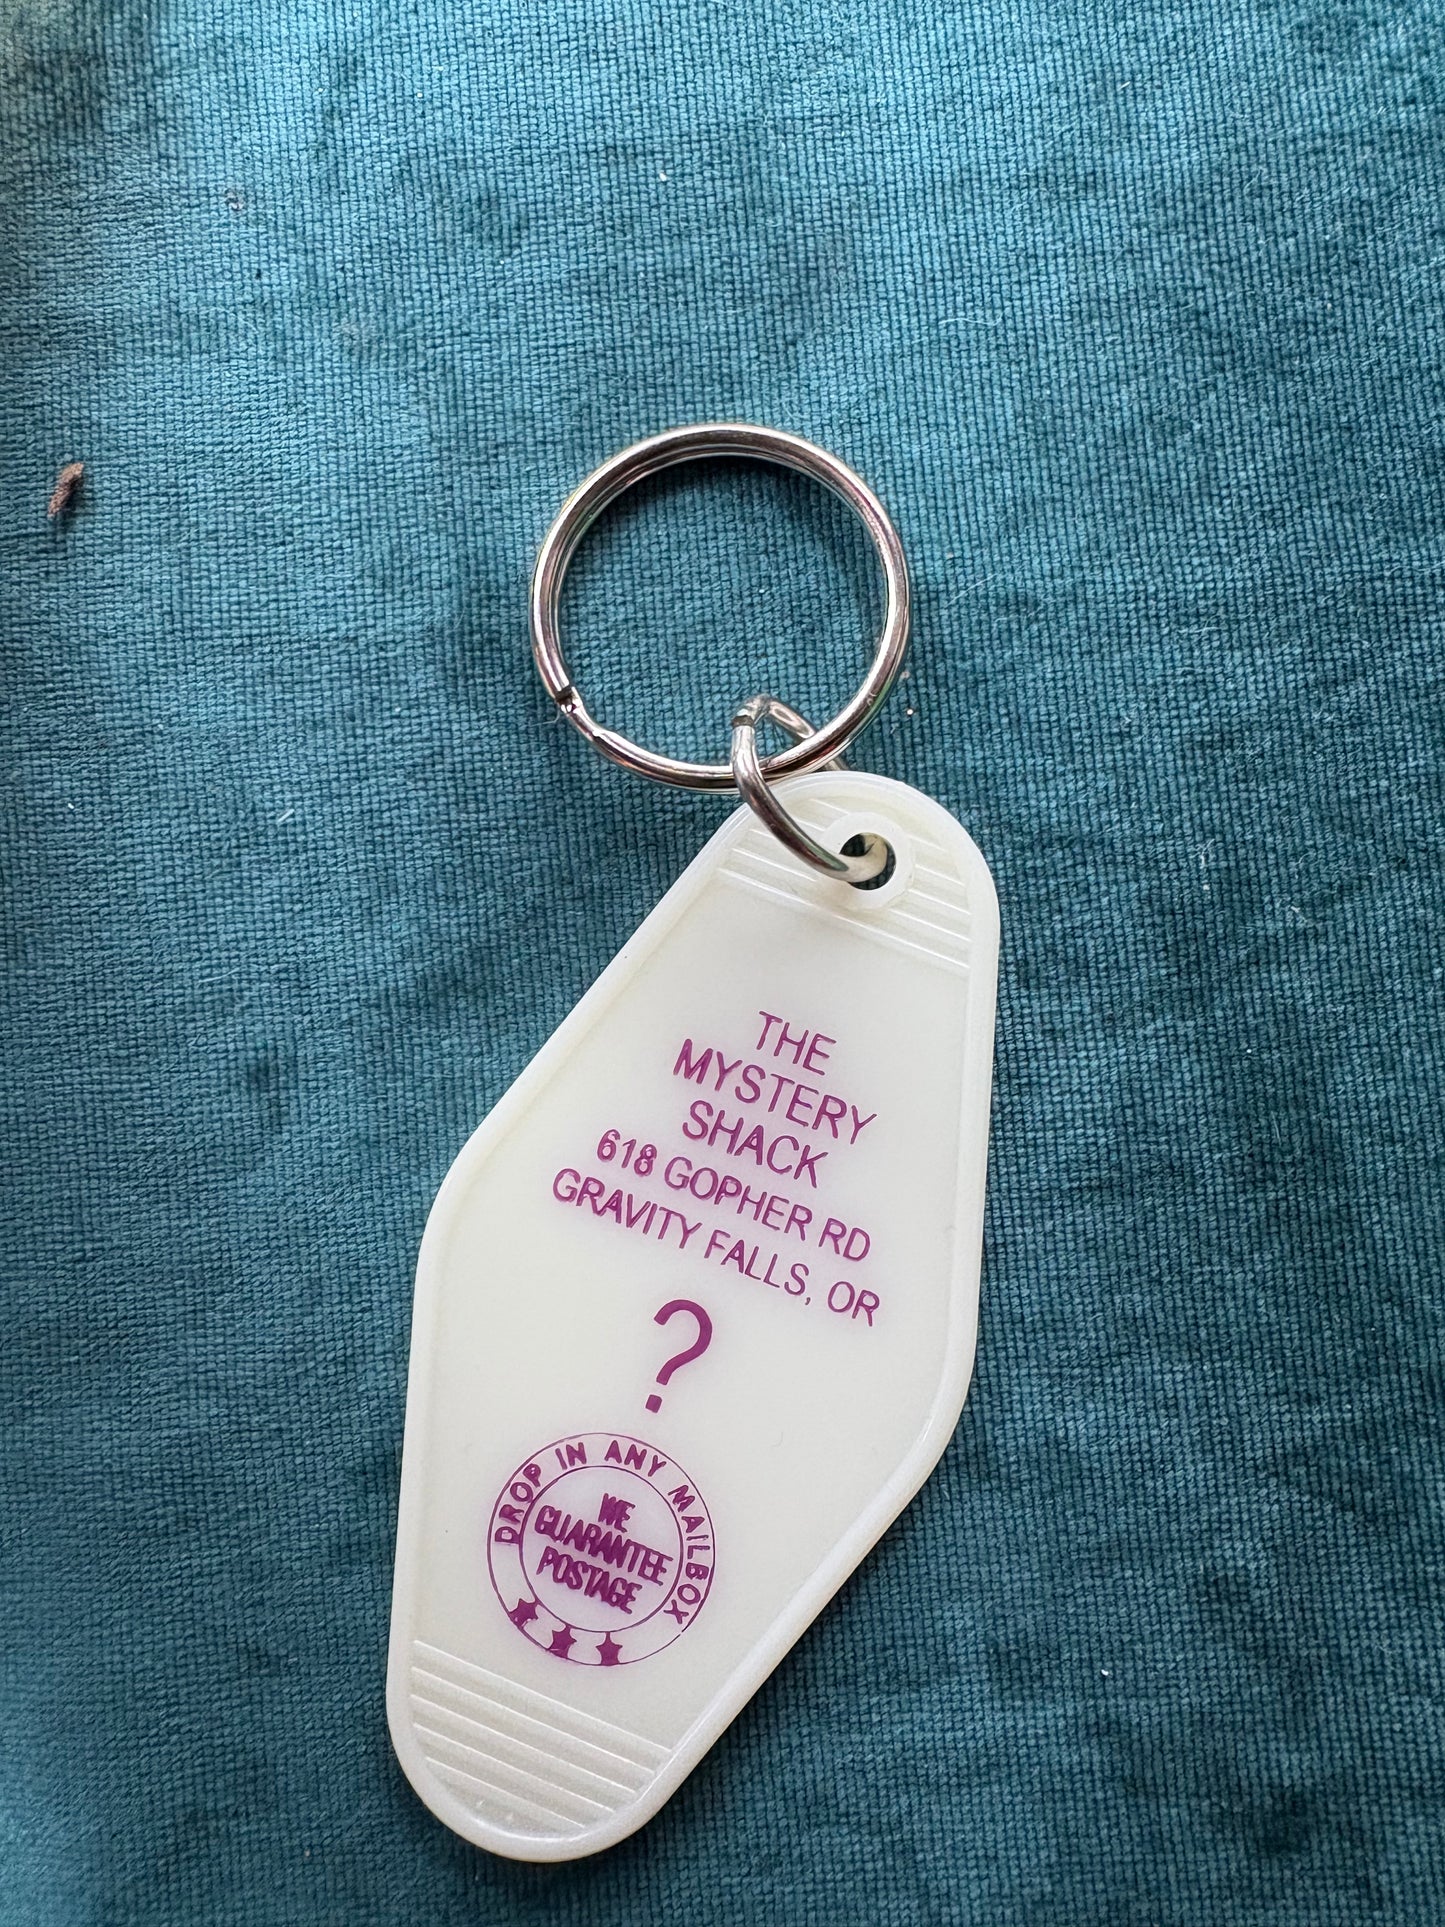 THE
MYSTERY
SHACK
618 GOPHER RD
GRAVITY FALLS, OR
?
DROP IN ANY MAILBOX
WE
GUARANTEE
POSTAGE